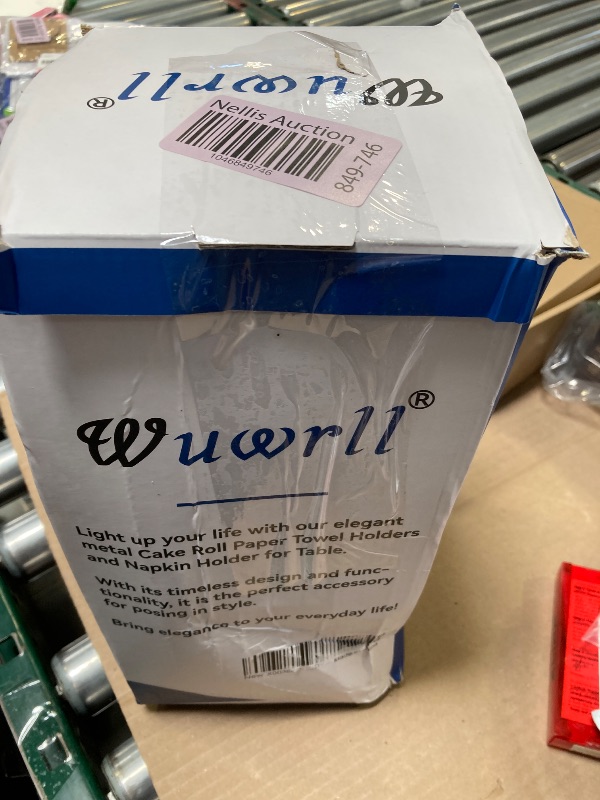 Wuwrll®
Nellis Auction
1046849746
849-746
Wuwrll®
Light up your life with our elegant
metal Cake Roll Paper Towel Holders
and Napkin Holder for Table.
With its timeless design and func-
tionality, it is the perfect accessory
for posing in style.
Bring elegance to your everyday life!